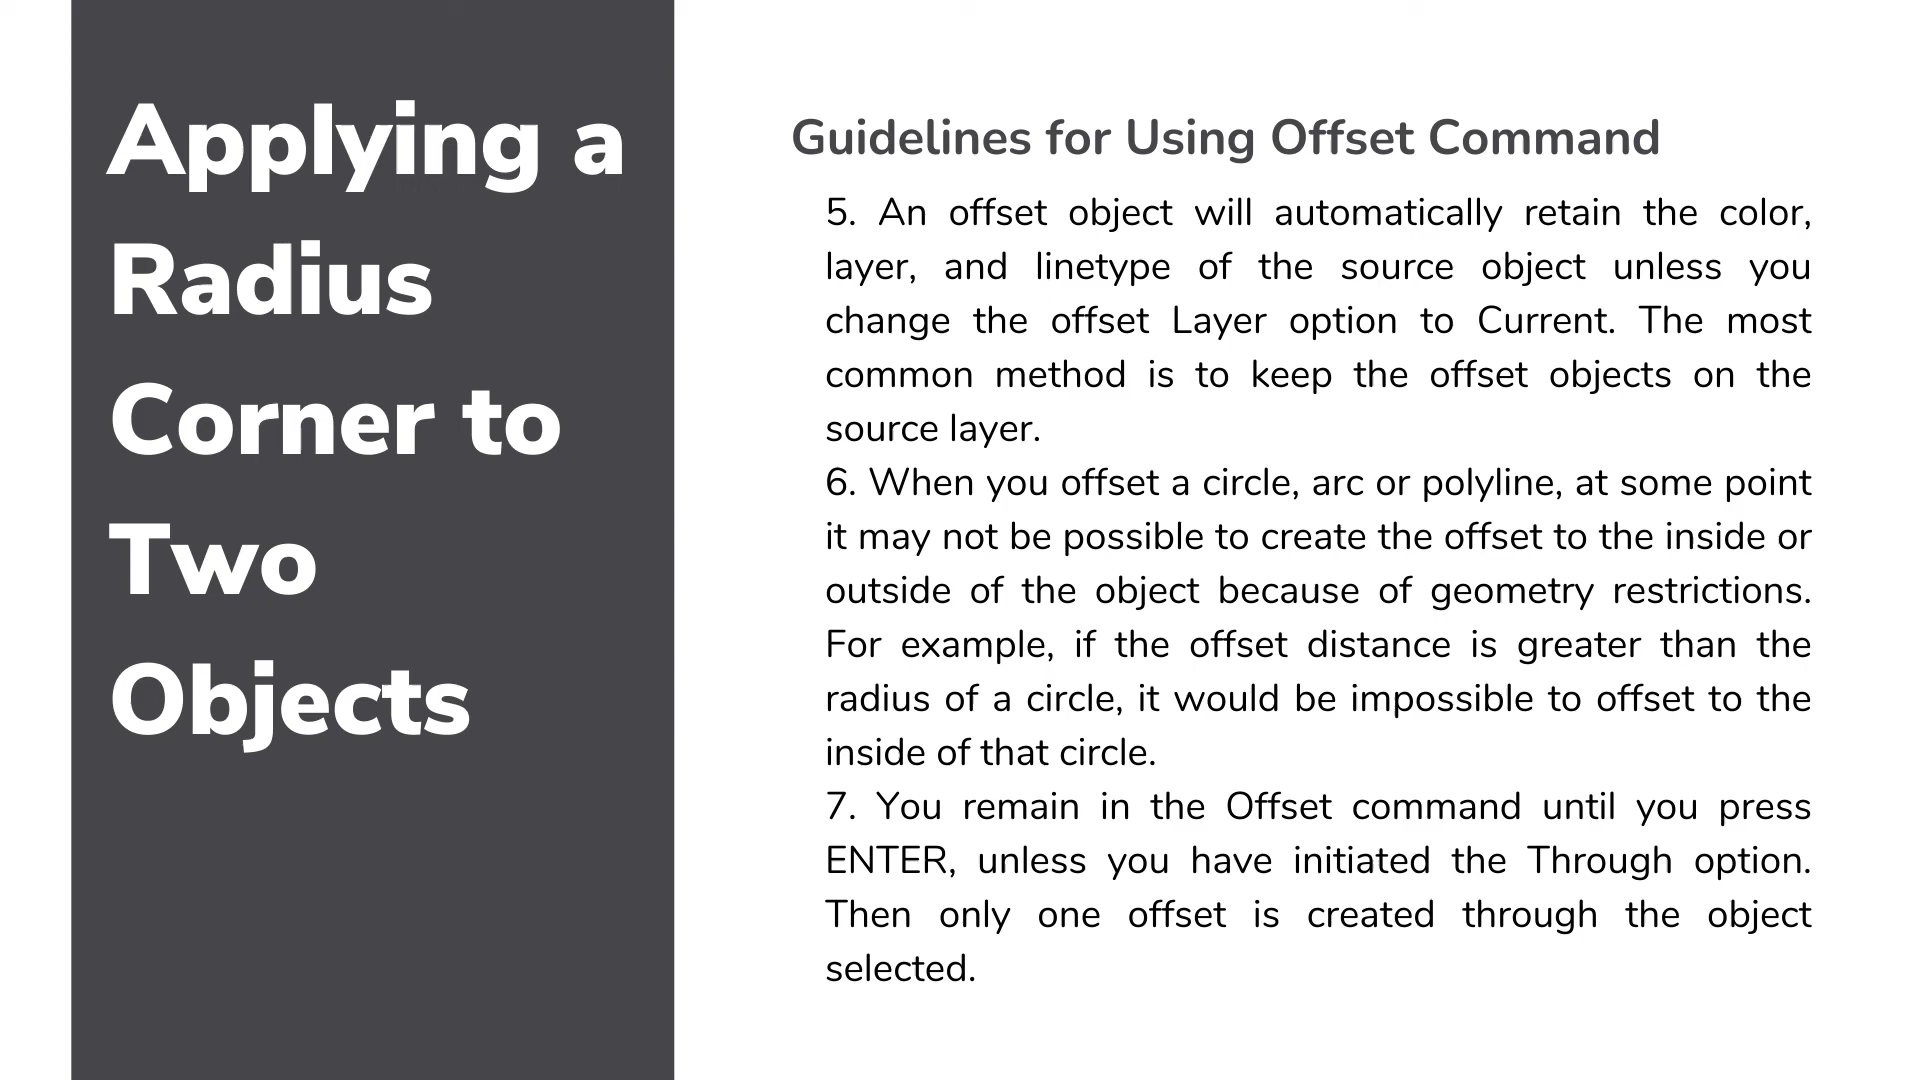 Applying a
Radius
Corner to
Two
Objects
Guidelines for Using Offset Command
5. An offset object will automatically retain the color,
layer, and linetype of the source object unless you
change the offset Layer option to Current. The most
common method is to keep the offset objects on the
source layer.
6. When you offset a circle, arc or polyline, at some point
it may not be possible to create the offset to the inside or
outside of the object because of geometry restrictions.
For example, if the offset distance is greater than the
radius of a circle, it would be impossible to offset to the
inside of that circle.
7. You remain in the Offset command until you press
ENTER, unless you have initiated the Through option.
Then only one offset is created through the object
selected.